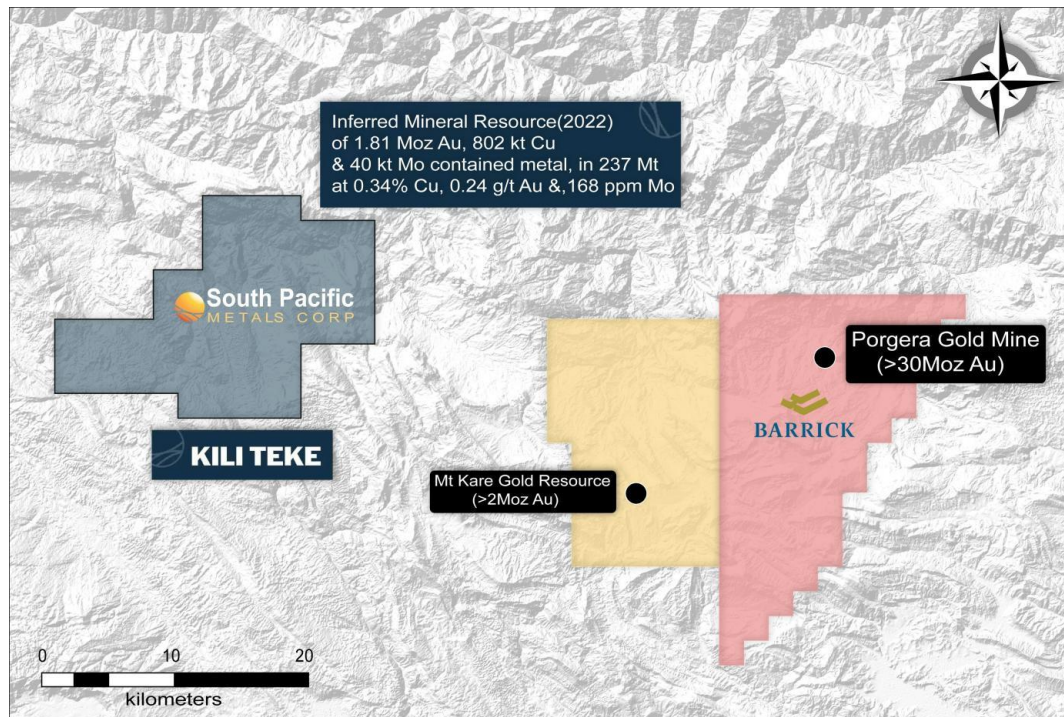 Inferred Mineral Resource(2022)
of 1.81 Moz Au, 802 kt Cu
& 40 kt Mo contained metal, in 237 Mt
at 0.34% Cu, 0.24 g/t Au &,168 ppm Mo
South Pacific
METALS CORP
KILI TEKE
Porgera Gold Mine
(>30Moz Au)
BARRICK
Mt Kare Gold Resource
(>2Moz Au)
0 10 20
kilometers